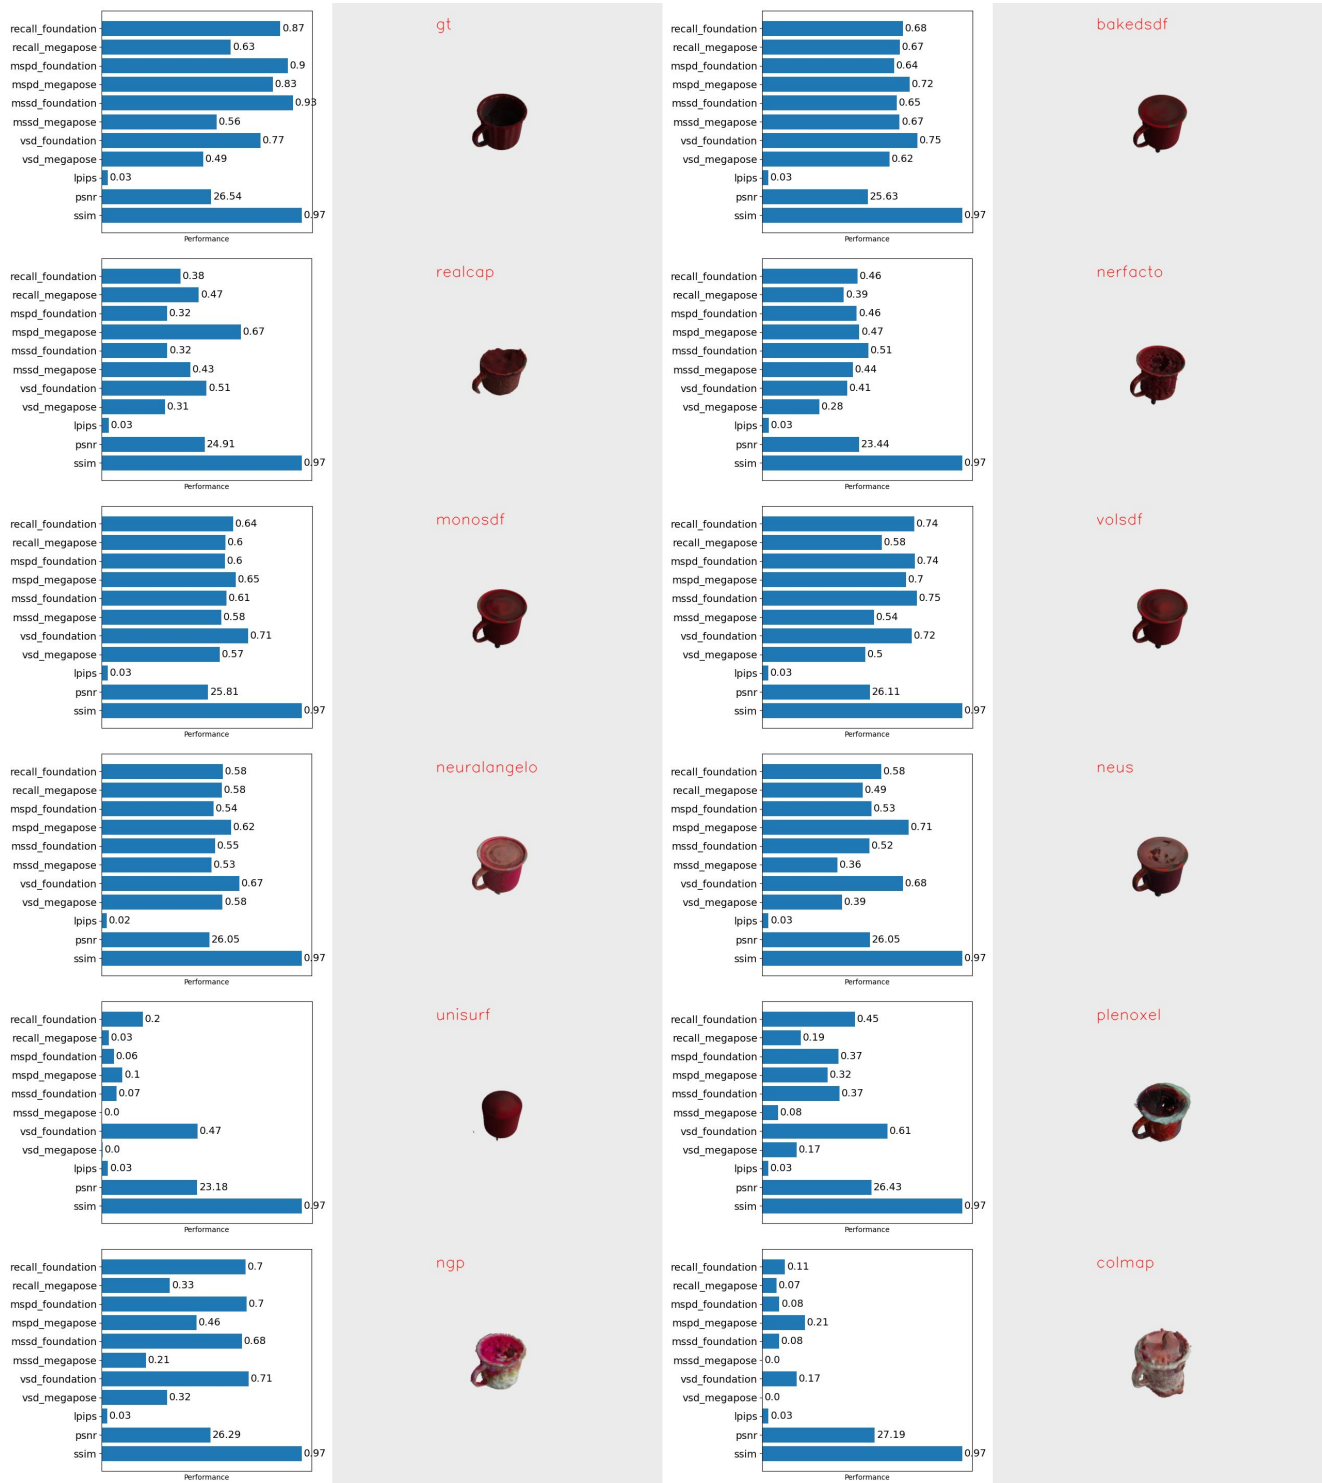 gt
recall_foundation 0.87
recall_megapose 0.63
mspd_foundation 0.9
mspd_megapose 0.83
mssd_foundation 0.93
mssd_megapose 0.56
vsd_foundation 0.77
vsd_megapose 0.49
lpips 0.03
psnr 26.54
ssim 0.97
Performance
bakedsdf
recall_foundation 0.68
recall_megapose 0.67
mspd_foundation 0.64
mspd_megapose 0.72
mssd_foundation 0.65
mssd_megapose 0.67
vsd_foundation 0.75
vsd_megapose 0.62
lpips 0.03
psnr 25.63
ssim 0.97
Performance
realcap
recall_foundation 0.38
recall_megapose 0.47
mspd_foundation 0.32
mspd_megapose 0.67
mssd_foundation 0.32
mssd_megapose 0.43
vsd_foundation 0.51
vsd_megapose 0.31
lpips 0.03
psnr 24.91
ssim 0.97
Performance
nerfacto
recall_foundation 0.46
recall_megapose 0.39
mspd_foundation 0.46
mspd_megapose 0.47
mssd_foundation 0.51
mssd_megapose 0.44
vsd_foundation 0.41
vsd_megapose 0.28
lpips 0.03
psnr 23.44
ssim 0.97
Performance
monosdf
recall_foundation 0.64
recall_megapose 0.6
mspd_foundation 0.6
mspd_megapose 0.65
mssd_foundation 0.61
mssd_megapose 0.58
vsd_foundation 0.71
vsd_megapose 0.57
lpips 0.03
psnr 25.81
ssim 0.97
Performance
volsdf
recall_foundation 0.74
recall_megapose 0.58
mspd_foundation 0.74
mspd_megapose 0.7
mssd_foundation 0.75
mssd_megapose 0.54
vsd_foundation 0.72
vsd_megapose 0.5
lpips 0.03
psnr 26.11
ssim 0.97
Performance
neuralangelo
recall_foundation 0.58
recall_megapose 0.58
mspd_foundation 0.54
mspd_megapose 0.62
mssd_foundation 0.55
mssd_megapose 0.53
vsd_foundation 0.67
vsd_megapose 0.58
lpips 0.02
psnr 26.05
ssim 0.97
Performance
neus
recall_foundation 0.58
recall_megapose 0.49
mspd_foundation 0.53
mspd_megapose 0.71
mssd_foundation 0.52
mssd_megapose 0.36
vsd_foundation 0.68
vsd_megapose 0.39
lpips 0.03
psnr 26.05
ssim 0.97
Performance
unisurf
recall_foundation 0.2
recall_megapose 0.03
mspd_foundation 0.06
mspd_megapose 0.1
mssd_foundation 0.07
mssd_megapose 0.0
vsd_foundation 0.47
vsd_megapose 0.0
lpips 0.03
psnr 23.18
ssim 0.97
Performance
plenoxel
recall_foundation 0.45
recall_megapose 0.19
mspd_foundation 0.37
mspd_megapose 0.32
mssd_foundation 0.37
mssd_megapose 0.08
vsd_foundation 0.61
vsd_megapose 0.17
lpips 0.03
psnr 26.43
ssim 0.97
Performance
ngp
recall_foundation 0.7
recall_megapose 0.33
mspd_foundation 0.7
mspd_megapose 0.46
mssd_foundation 0.68
mssd_megapose 0.21
vsd_foundation 0.71
vsd_megapose 0.32
lpips 0.03
psnr 26.29
ssim 0.97
Performance
colmap
recall_foundation 0.11
recall_megapose 0.07
mspd_foundation 0.08
mspd_megapose 0.21
mssd_foundation 0.08
mssd_megapose 0.0
vsd_foundation 0.17
vsd_megapose 0.0
lpips 0.03
psnr 27.19
ssim 0.97
Performance